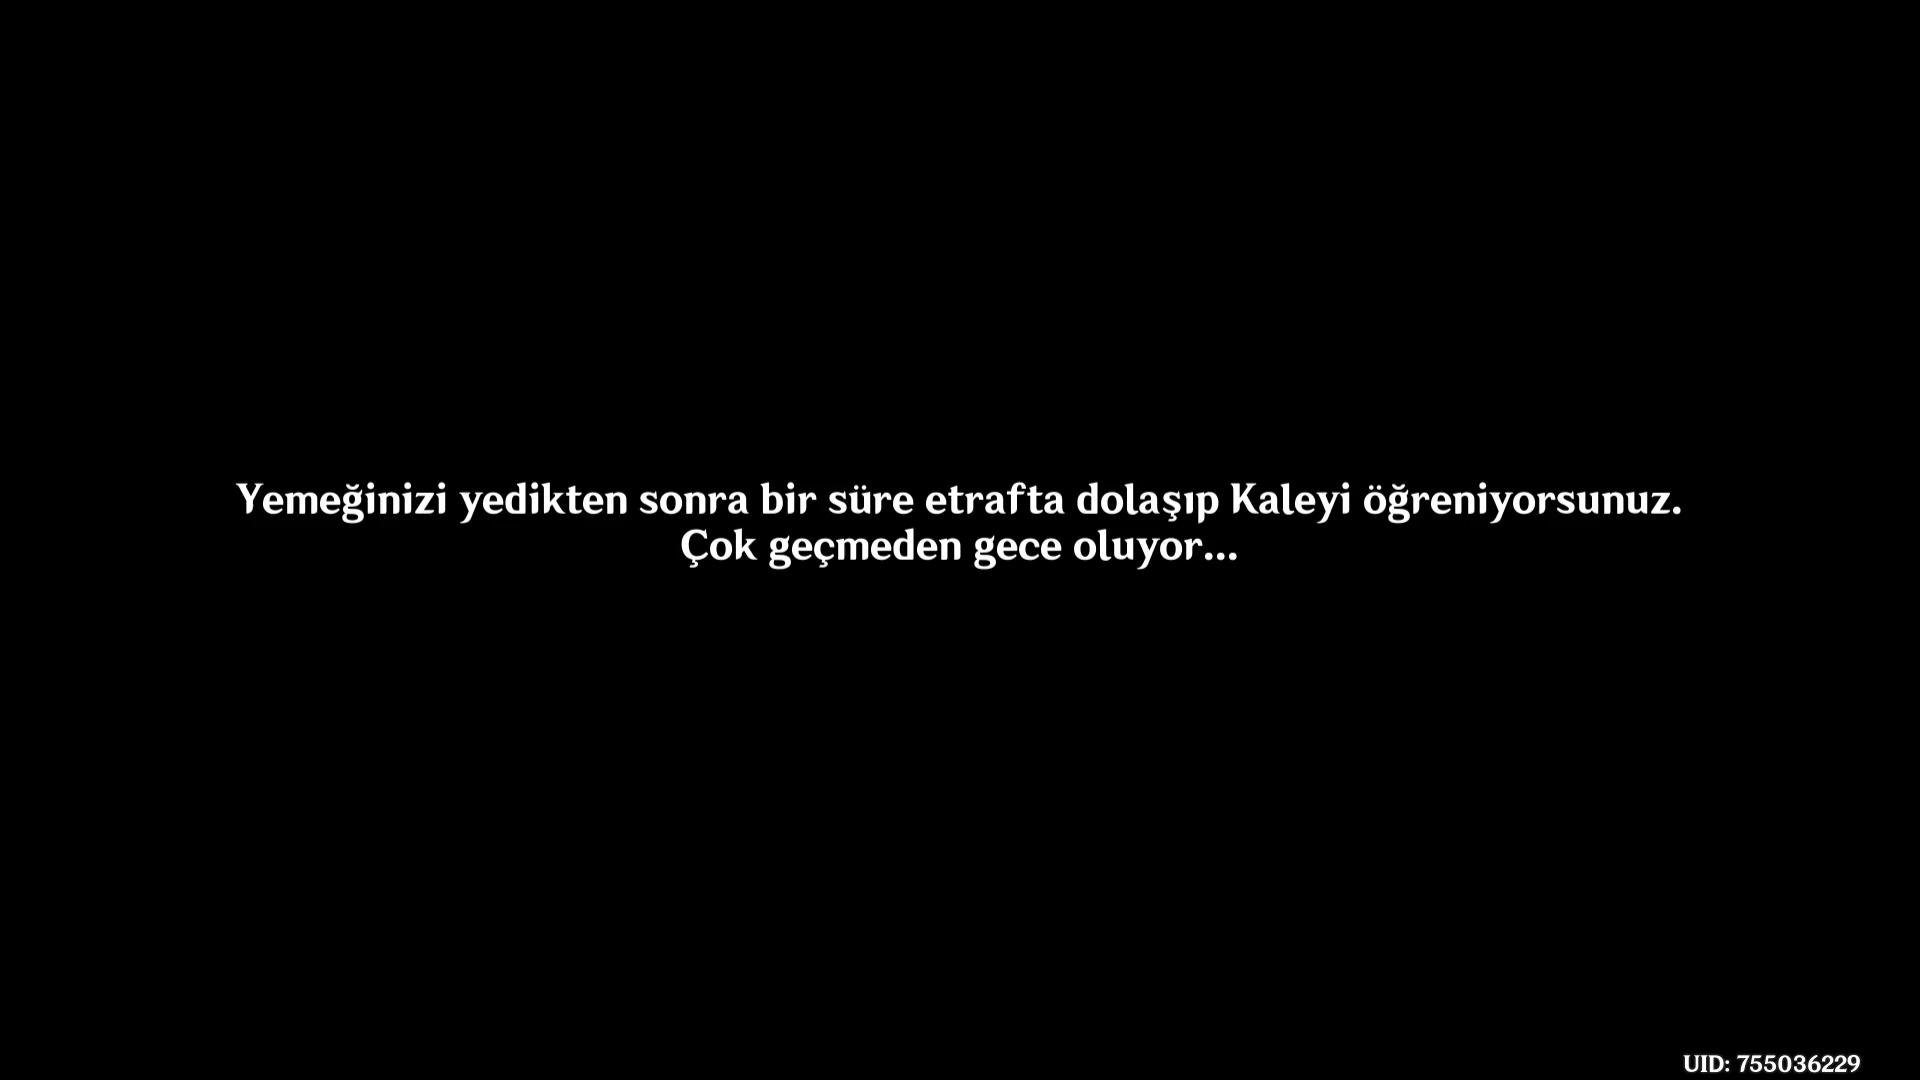 Yemeğinizi yedikten sonra bir süre etrafta dolaşıp Kaleyi öğreniyorsunuz.
Çok geçmeden gece oluyor...
UID: 755036229